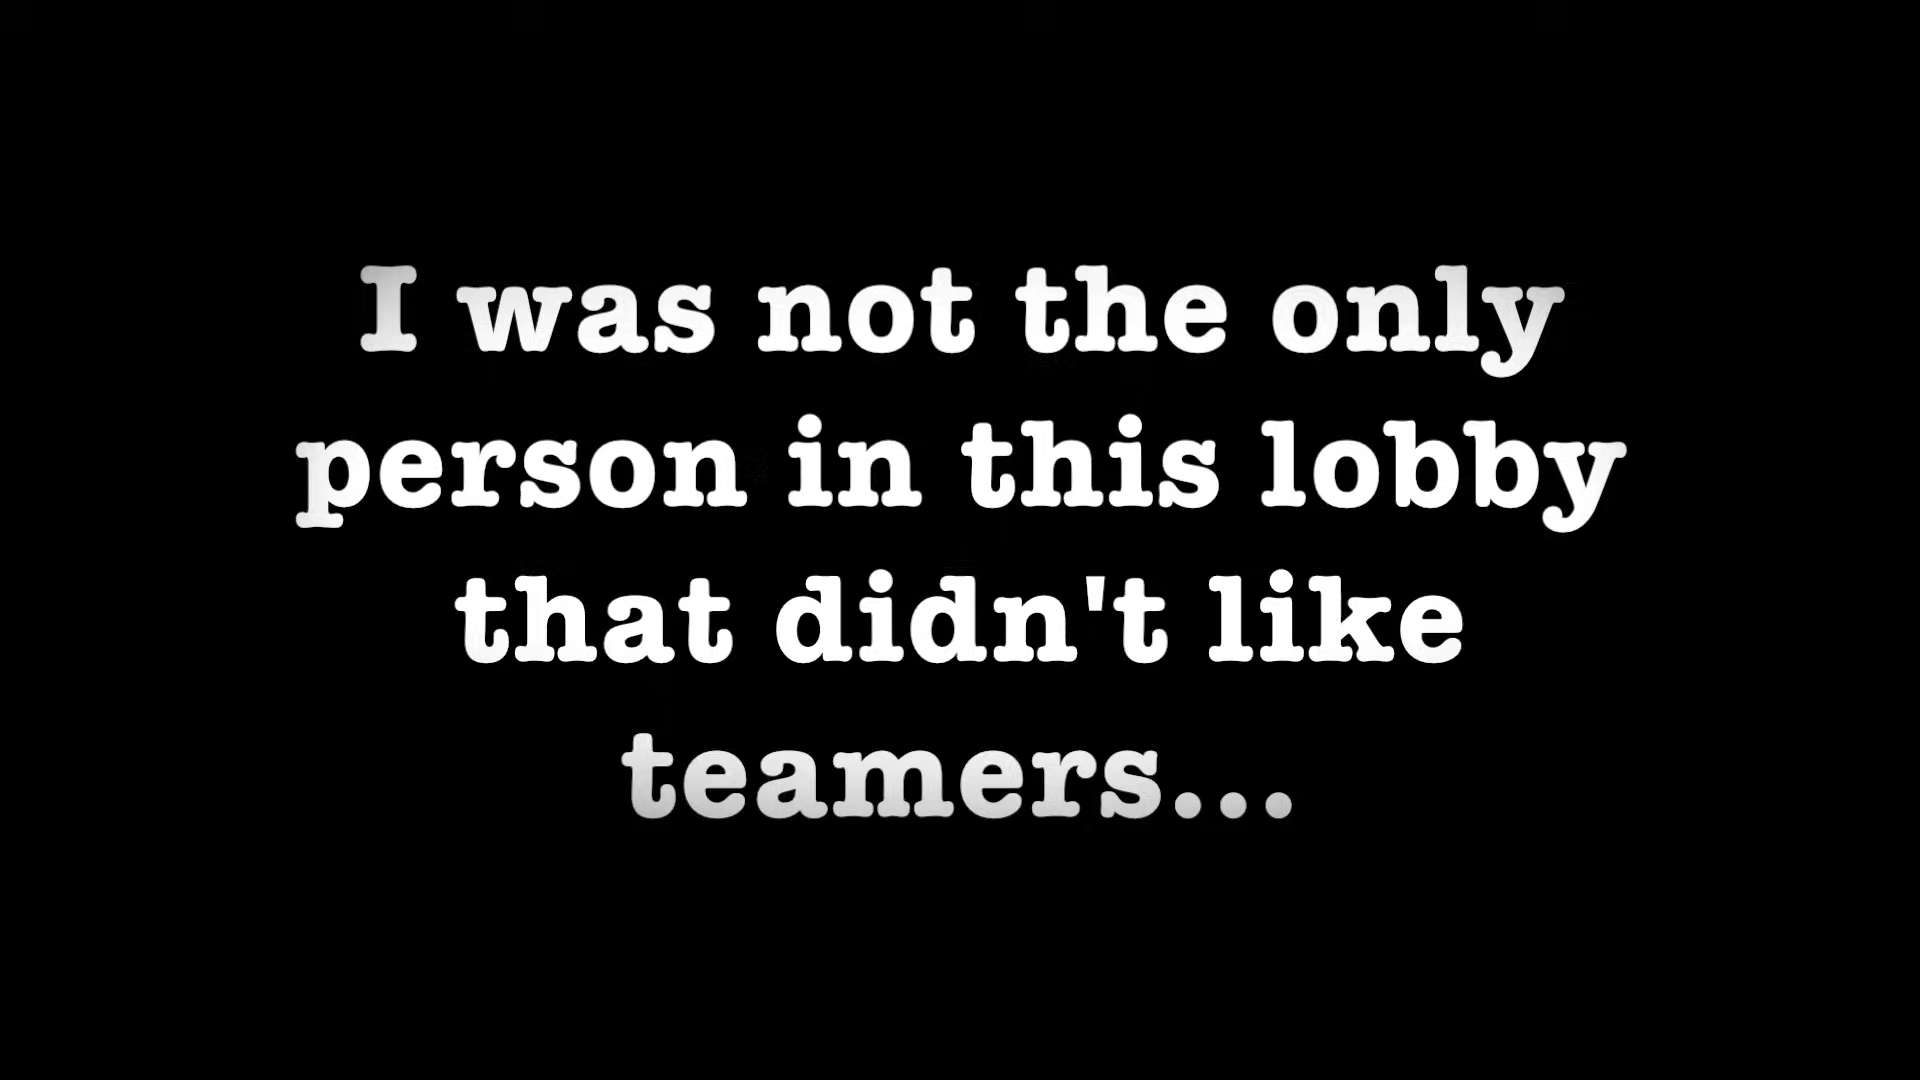 I was not the only
person in this lobby
that didn't like
teamers...